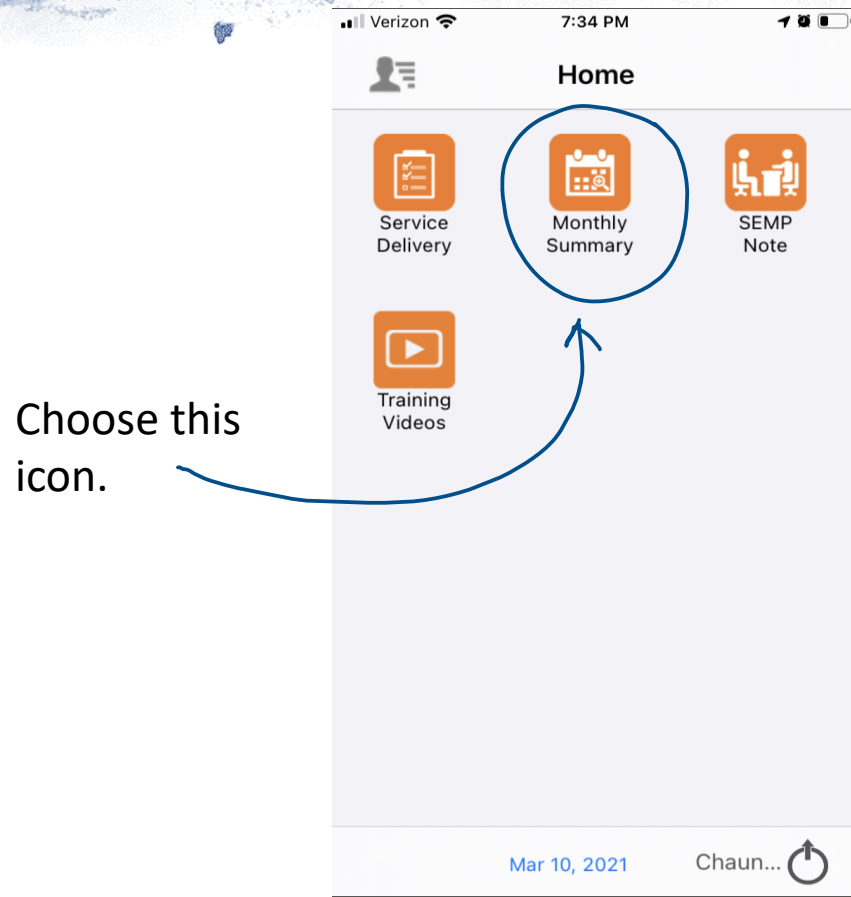 Verizon 7:34 PM
Home
Service
Delivery
Monthly
Summary
SEMP
Note
Training
Videos
Choose this
icon.
Mar 10, 2021 Chaun...